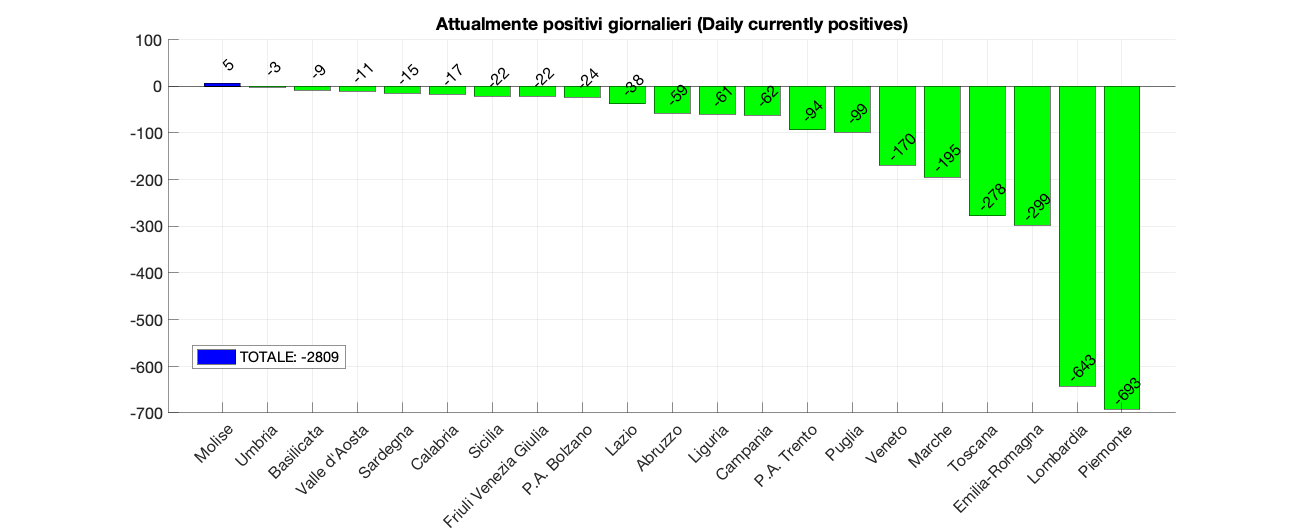 Attualmente positivi giornalieri (Daily currently positives)
100
0
-100
-200
-300
-400
-500
-600
-700
5
-3
-9
-11
-15
-17
-22
-22
-24
-38
-59
-61
-62
-94
-99
-170
-195
-278
-299
-643
-693
TOTALE: -2809
Molise
Umbria
Basilicata
Valle d'Aosta
Sardegna
Calabria
Sicilia
Friuli Venezia Giulia
P.A. Bolzano
Lazio
Abruzzo
Liguria
Campania
P.A. Trento
Puglia
Veneto
Marche
Toscana
Emilia-Romagna
Lombardia
Piemonte